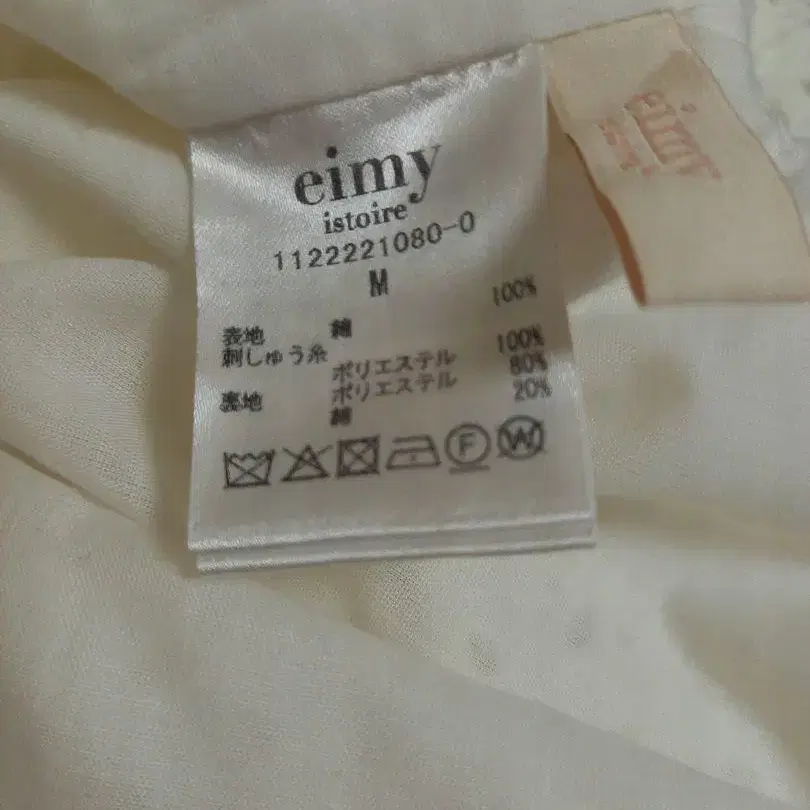 eimy
istoire
1122221080-0
M
表地 綿 100%
刺しゅう糸 ポリエステル 100%
裏地 ポリエステル 80%
綿 20%
F
W
eimy